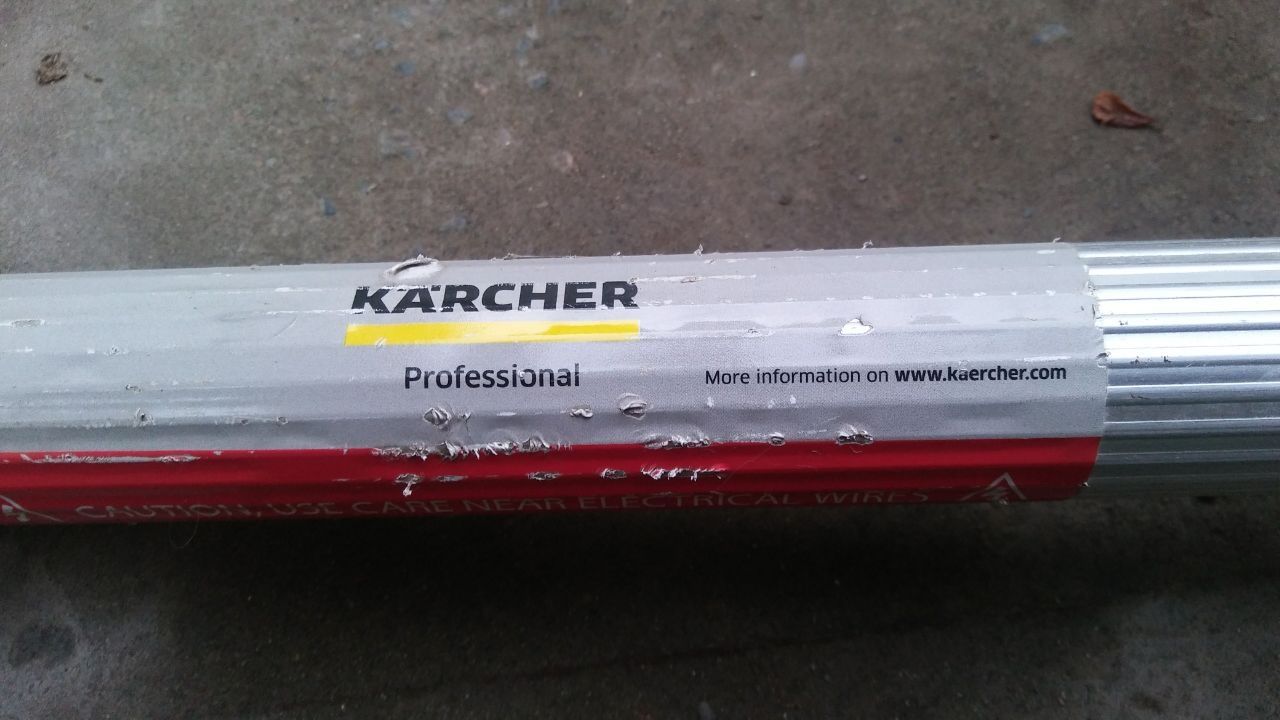 KÄRCHER
Professional
More information on www.kaercher.com
CAUTION, USE CARE NEAR ELECTRICAL WIRES